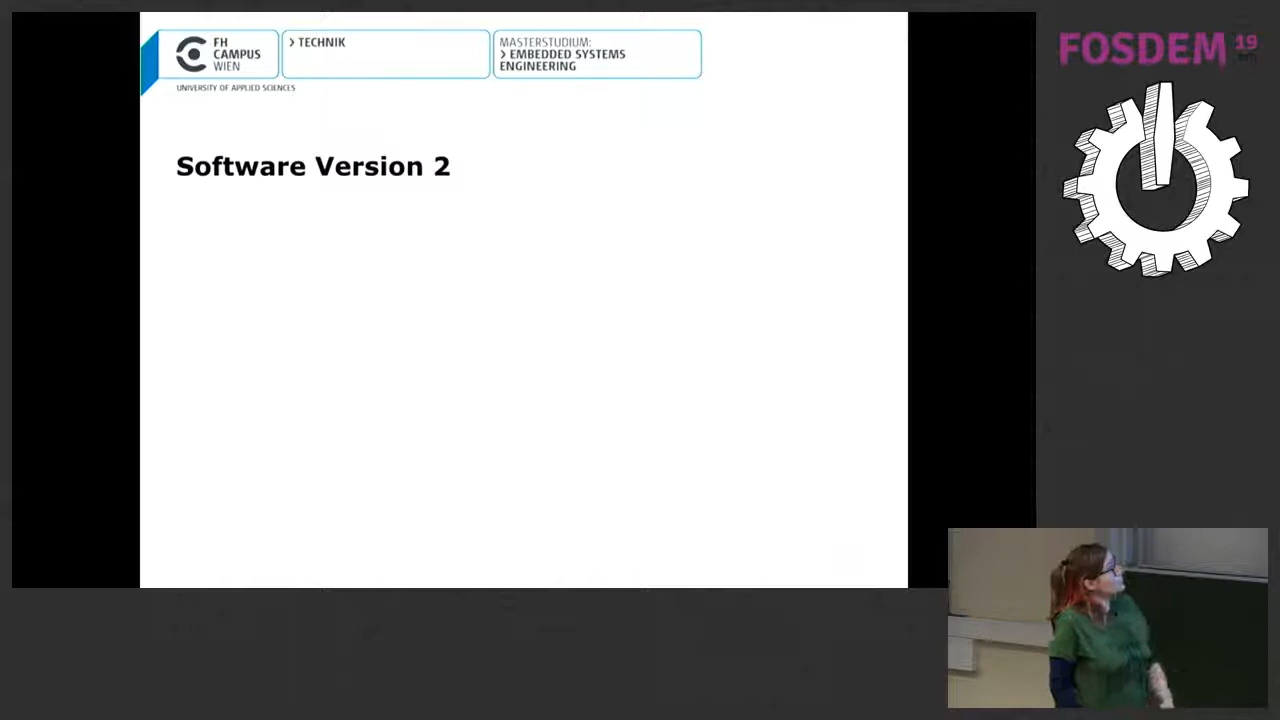 FH
CAMPUS
WIEN
> TECHNIK
MASTERSTUDIUM:
> EMBEDDED SYSTEMS
ENGINEERING
UNIVERSITY OF APPLIED SCIENCES
Software Version 2
FOSDEM 19